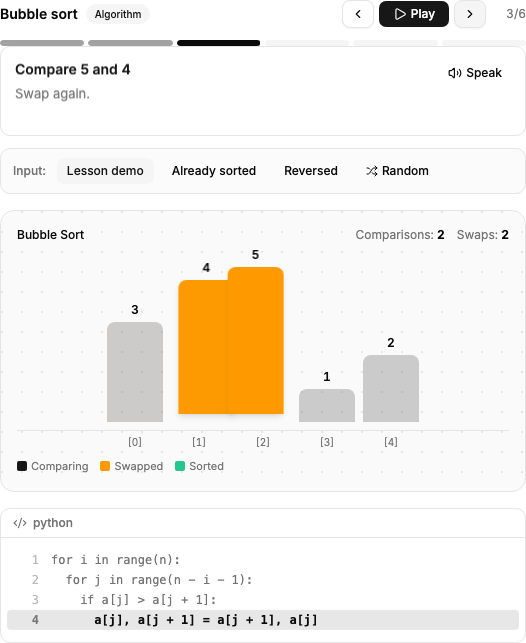 Bubble sort Algorithm Play 3/6
Compare 5 and 4 Speak
Swap again.
Input: Lesson demo Already sorted Reversed Random
Bubble Sort Comparisons: 2 Swaps: 2
5
4
3
2
1
[0] [1] [2] [3] [4]
Comparing Swapped Sorted
</> python
1 for i in range(n):
2 for j in range(n − i − 1):
3 if a[j] > a[j + 1]:
4 a[j], a[j + 1] = a[j + 1], a[j]